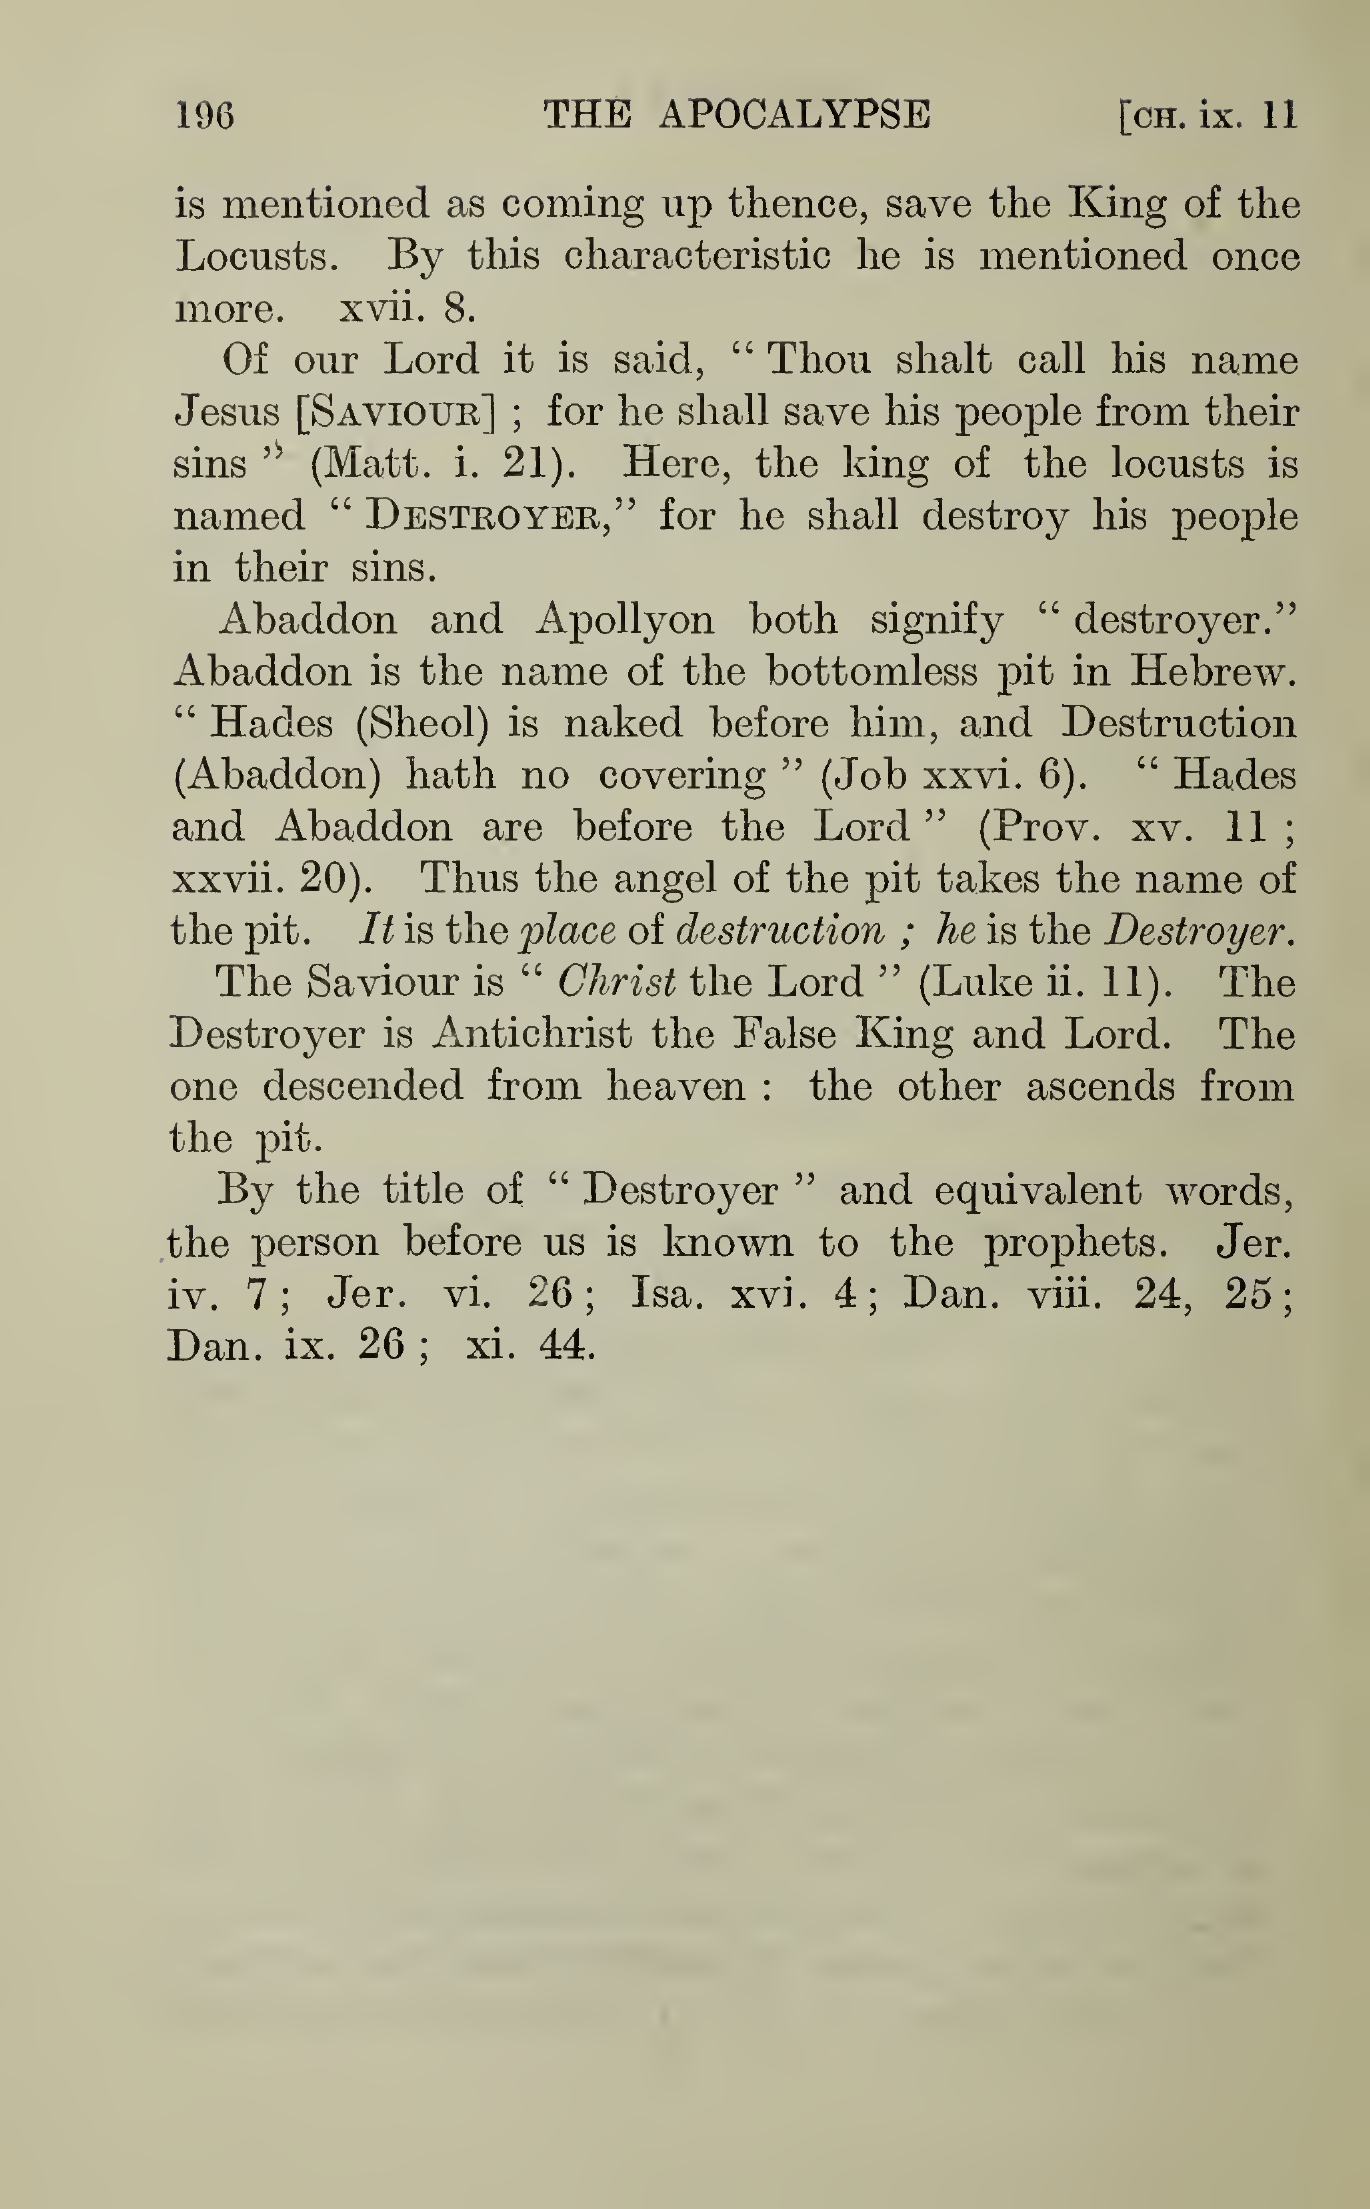 196 THE APOCALYPSE [CH. ix. 11
is mentioned as coming up thence, save the King of the
Locusts. By this characteristic he is mentioned once
more. xvii. 8.
Of our Lord it is said, “ Thou shalt call his name
Jesus [SAVIOUR] ; for he shall save his people from their
sins ” (Matt. i. 21). Here, the king of the locusts is
named “ DESTROYER,” for he shall destroy his people
in their sins.
Abaddon and Apollyon both signify “ destroyer.”
Abaddon is the name of the bottomless pit in Hebrew.
“ Hades (Sheol) is naked before him, and Destruction
(Abaddon) hath no covering ” (Job xxvi. 6). “ Hades
and Abaddon are before the Lord ” (Prov. xv. 11 ;
xxvii. 20). Thus the angel of the pit takes the name of
the pit. It is the place of destruction ; he is the Destroyer.
The Saviour is “ Christ the Lord ” (Luke ii. 11). The
Destroyer is Antichrist the False King and Lord. The
one descended from heaven : the other ascends from
the pit.
By the title of “ Destroyer ” and equivalent words,
the person before us is known to the prophets. Jer.
iv. 7 ; Jer. vi. 26 ; Isa. xvi. 4 ; Dan. viii. 24, 25 ;
Dan. ix. 26 ; xi. 44.